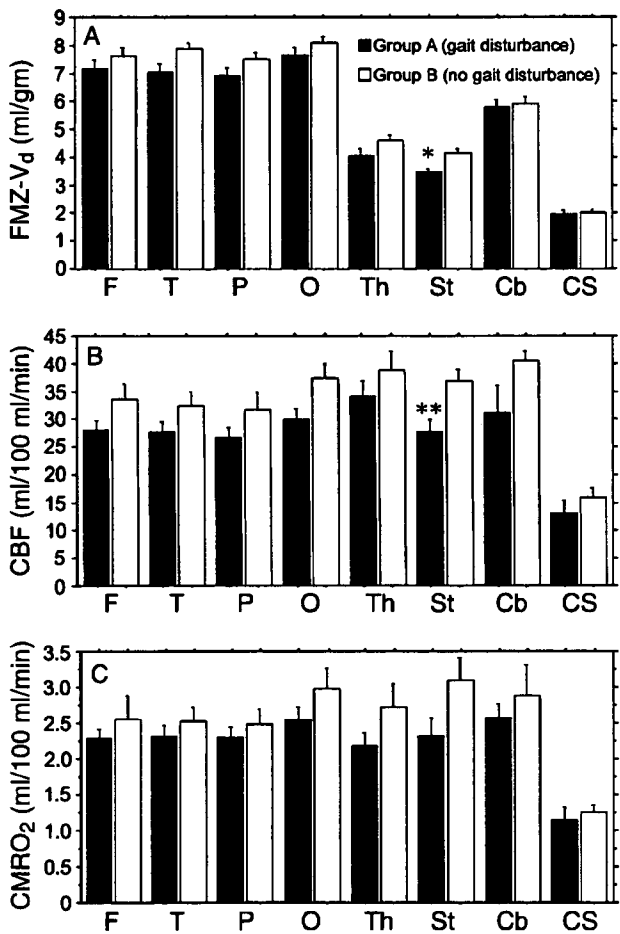 A
Group A (gait disturbance)
Group B (no gait disturbance)
FMZ-Vd (ml/gm)
9
8
7
6
5
4
3
2
1
0
*
F T P O Th St Cb CS
B
CBF (ml/100 ml/min)
45
40
35
30
25
20
15
10
5
0
**
F T P O Th St Cb CS
C
CMRO2 (ml/100 ml/min)
3.5
3.0
2.5
2.0
1.5
1.0
0.5
0
F T P O Th St Cb CS